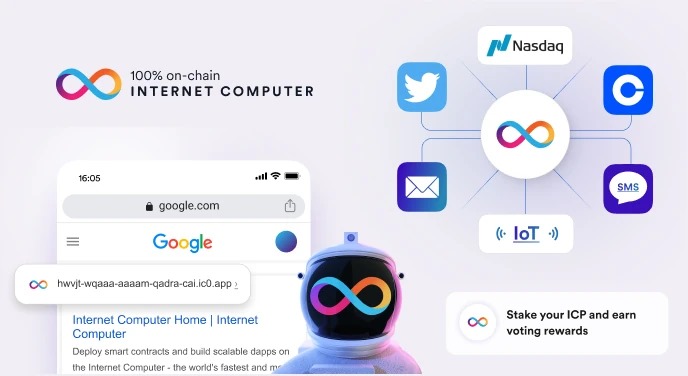 100% on-chain
INTERNET COMPUTER
Nasdaq
SMS
IoT
16:05
google.com
Google
hwvjt-wqaaa-aaaam-qadra-cai.ic0.app ›
Internet Computer Home | Internet
Computer
Deploy smart contracts and build scalable dapps on
the Internet Computer - the world's fastest and
Stake your ICP and earn
voting rewards